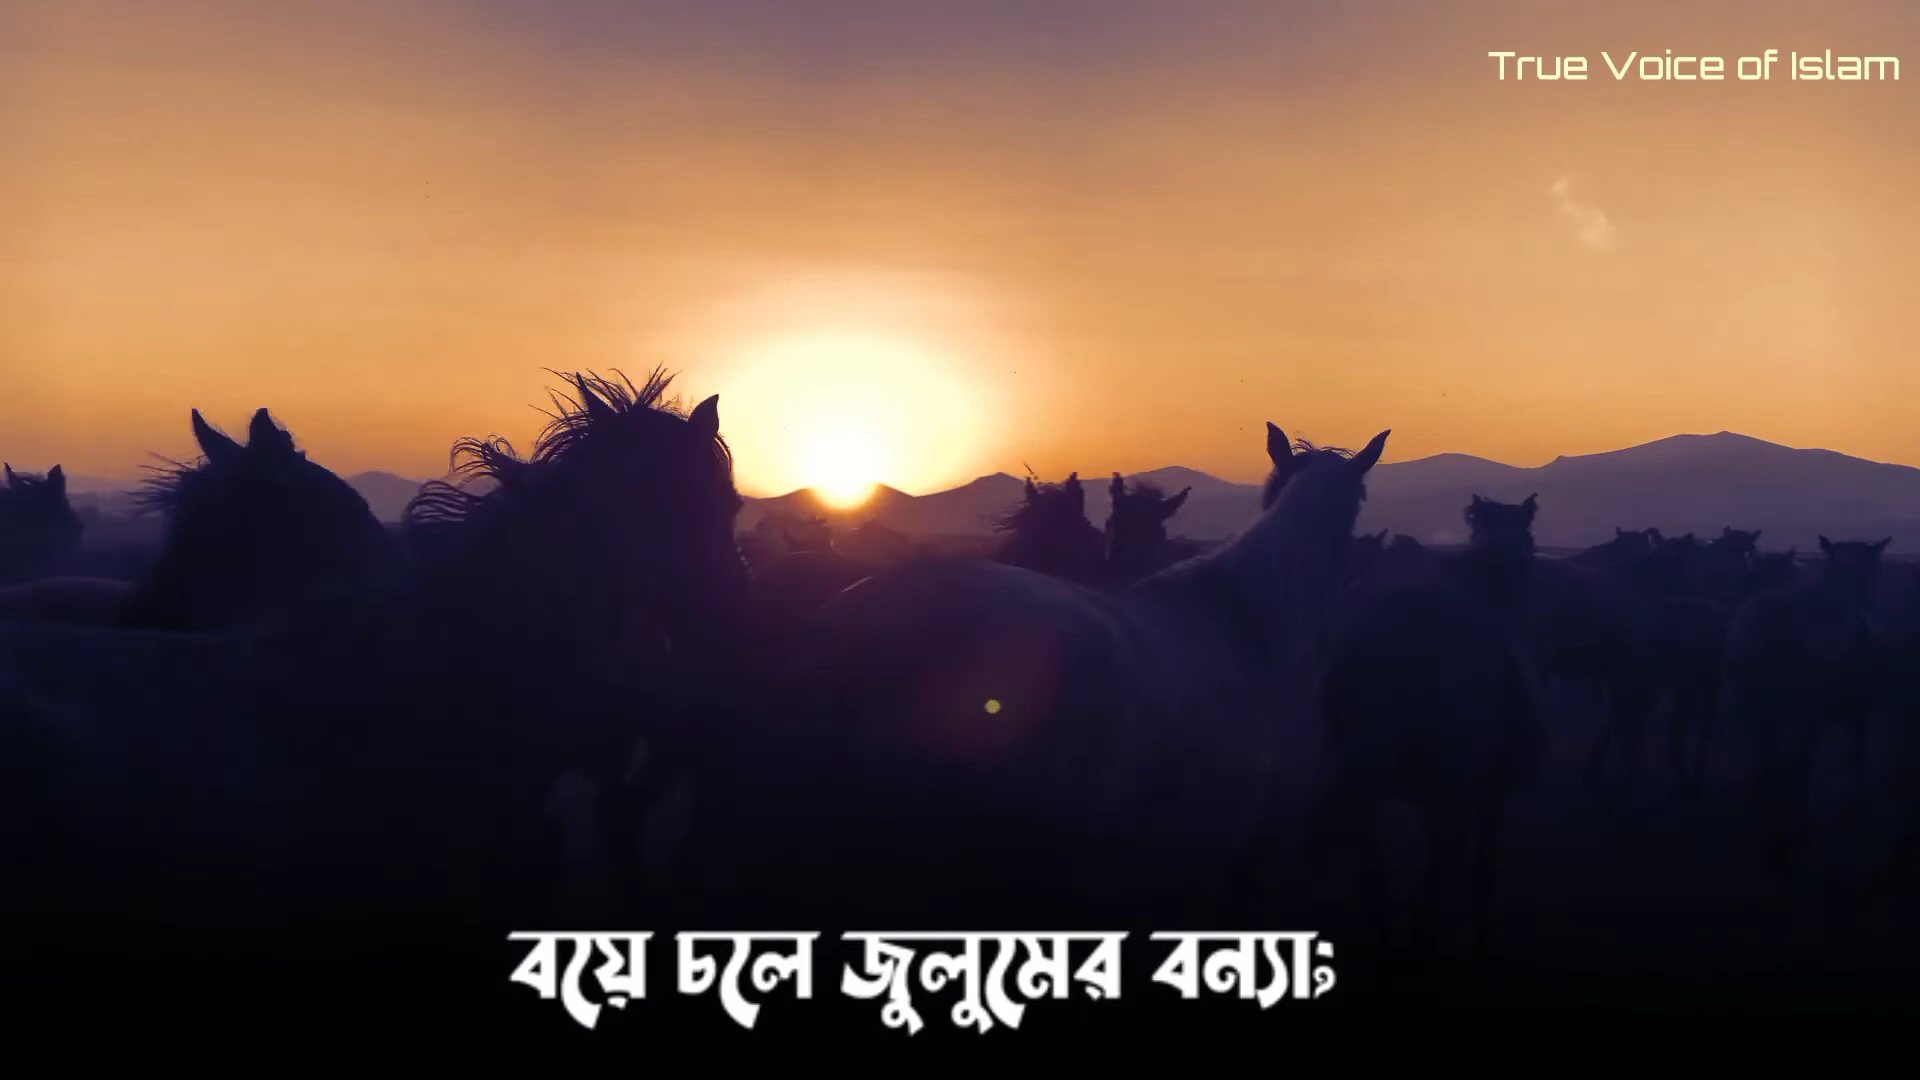 True Voice of Islam
বয়ে চলে জুলুমের বন্যা;